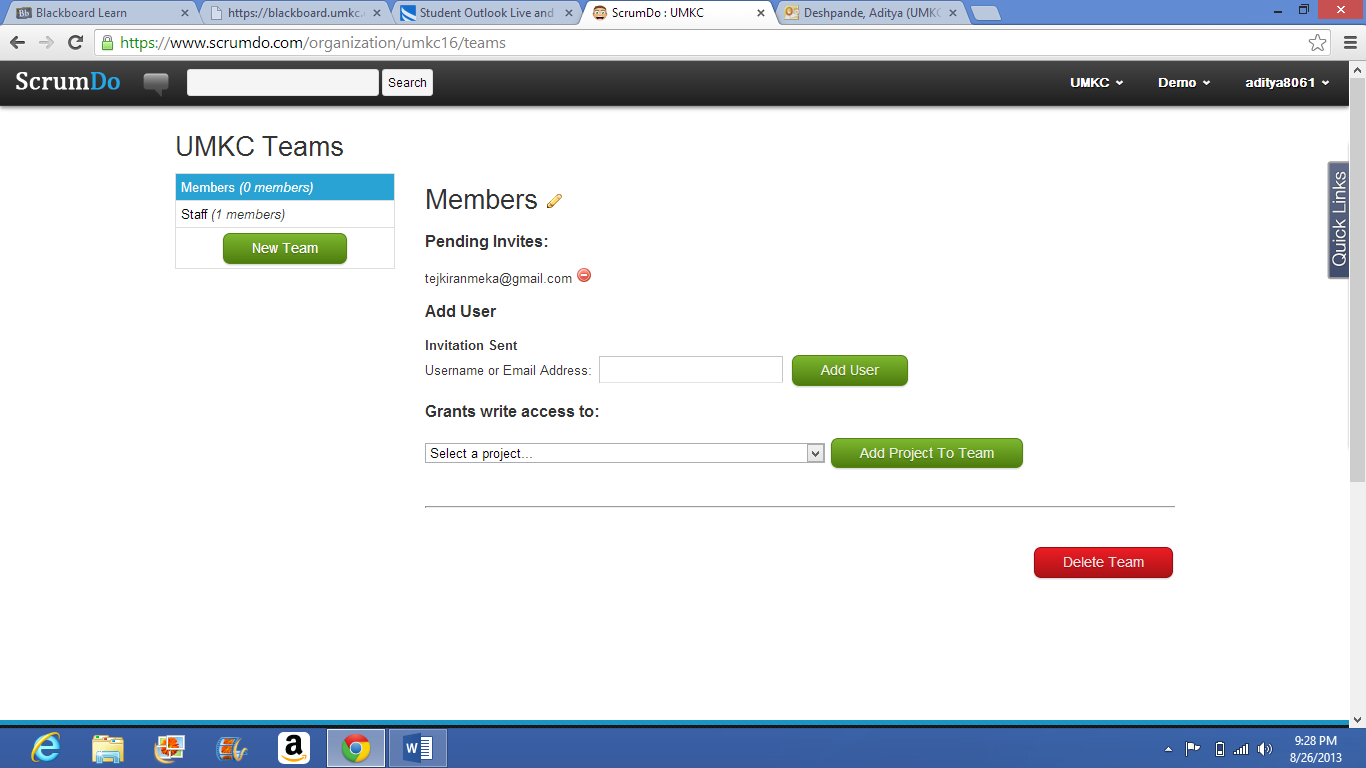 Blackboard Learn
https://blackboard.umkc.
Student Outlook Live and
ScrumDo : UMKC
Deshpande, Aditya (UMKC
https://www.scrumdo.com/organization/umkc16/teams
ScrumDo
Search
UMKC
Demo
aditya8061
UMKC Teams
Members (0 members)
Staff (1 members)
New Team
Quick Links
Members
Pending Invites:
tejkiranmeka@gmail.com
Add User
Invitation Sent
Username or Email Address:
Add User
Grants write access to:
Select a project...
Add Project To Team
Delete Team
9:28 PM
8/26/2013